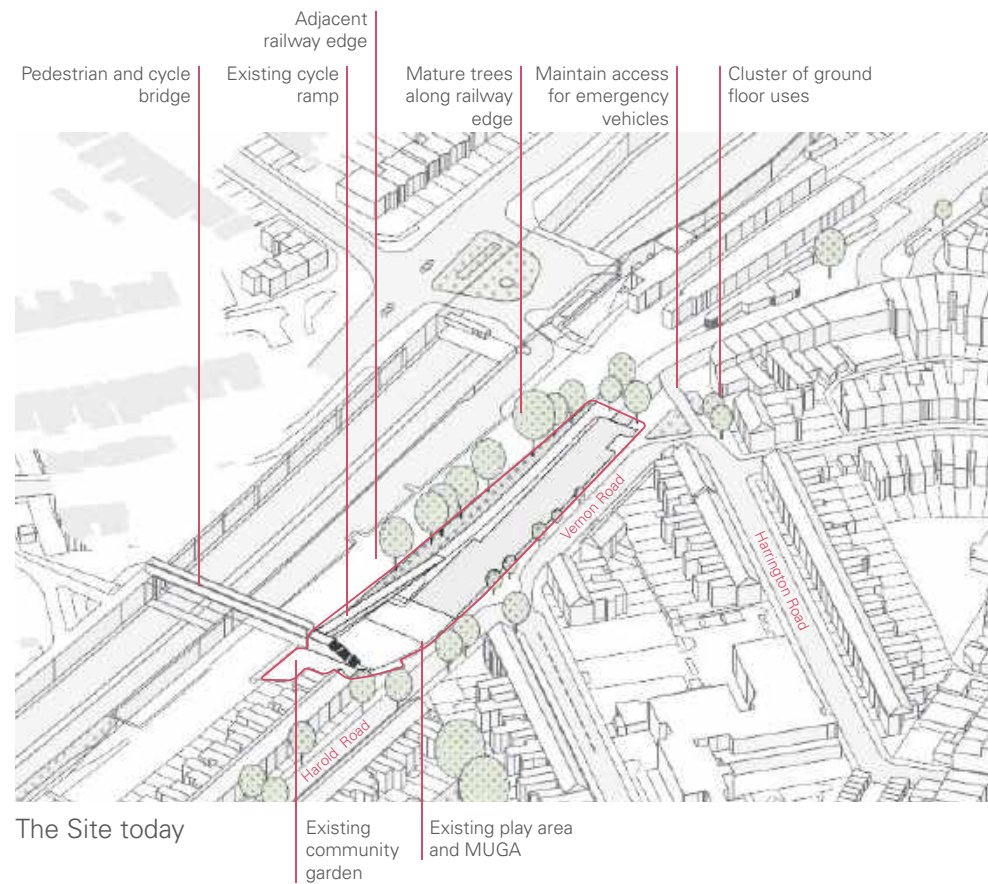 Adjacent
railway edge
Pedestrian and cycle
bridge
Existing cycle
ramp
Mature trees
along railway
edge
Maintain access
for emergency
vehicles
Cluster of ground
floor uses
Vernon Road
Harrington Road
Harold Road
The Site today
Existing
community
garden
Existing play area
and MUGA